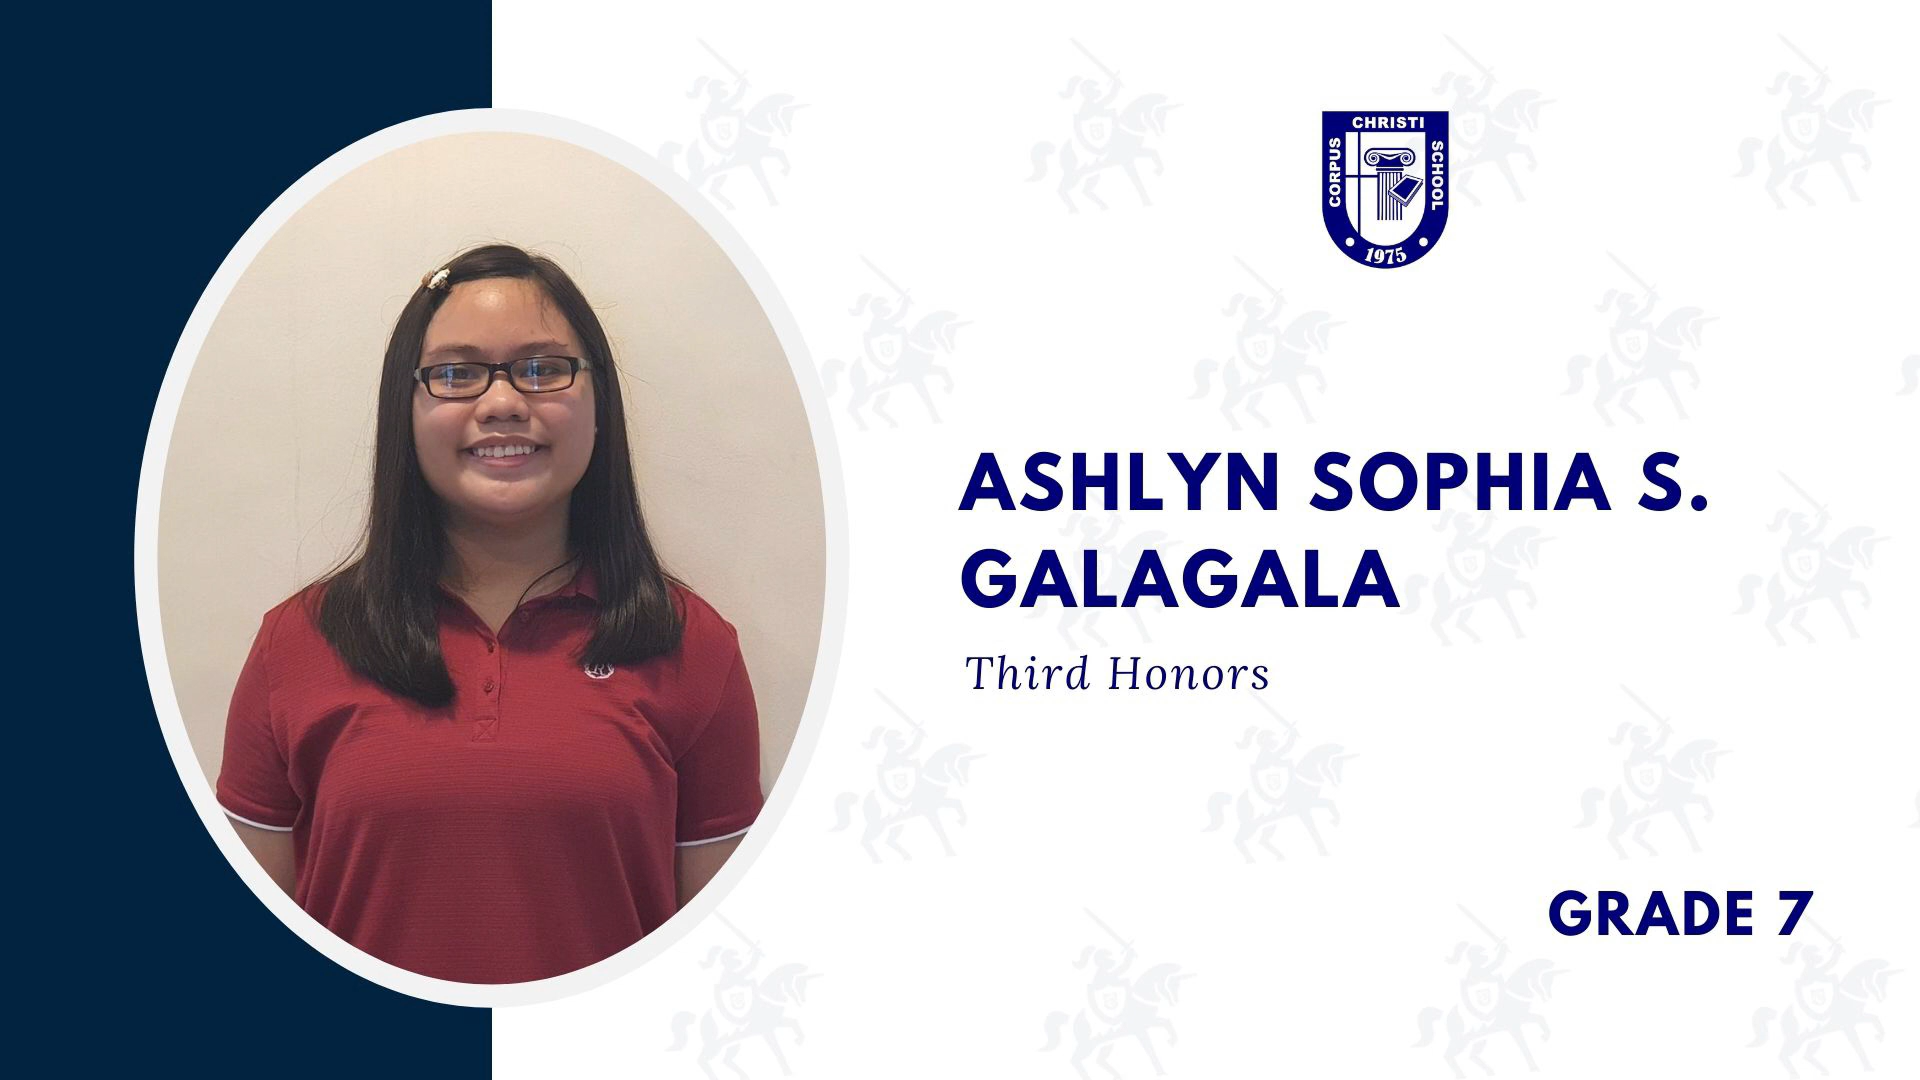 CORPUS
CHRISTI
SCHOOL
1975
ASHLYN SOPHIA S.
GALAGALA
Third Honors
GRADE 7